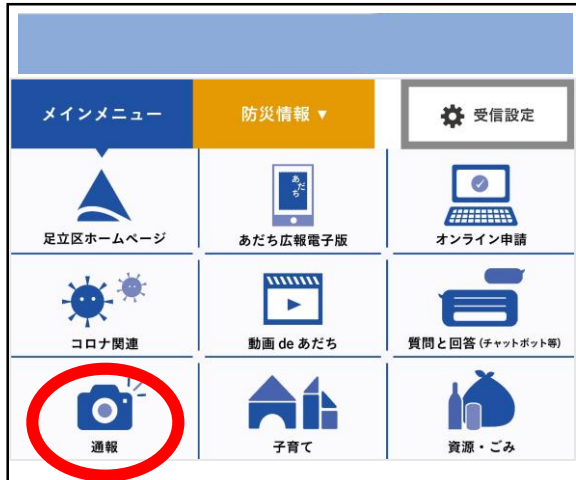 メインメニュー
防災情報 ▼
受信設定
あだち
足立区ホームページ
あだち広報電子版
オンライン申請
コロナ関連
動画 de あだち
質問と回答 (チャットボット等)
通報
子育て
資源・ごみ